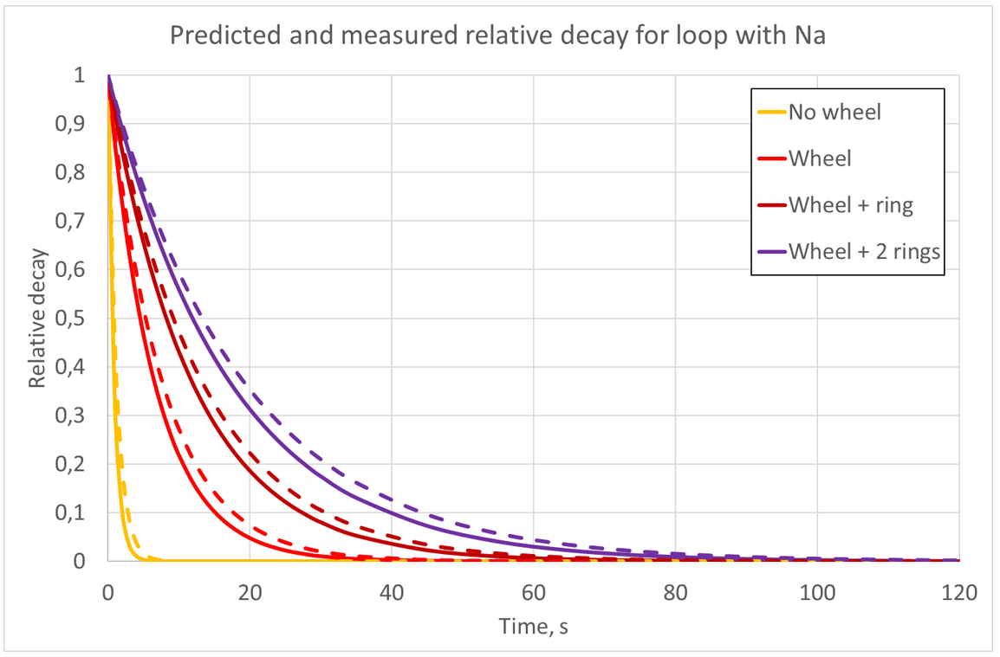 Predicted and measured relative decay for loop with Na
1
0,9
0,8
0,7
0,6
0,5
0,4
0,3
0,2
0,1
0
Relative decay
No wheel
Wheel
Wheel + ring
Wheel + 2 rings
0 20 40 60 80 100 120
Time, s